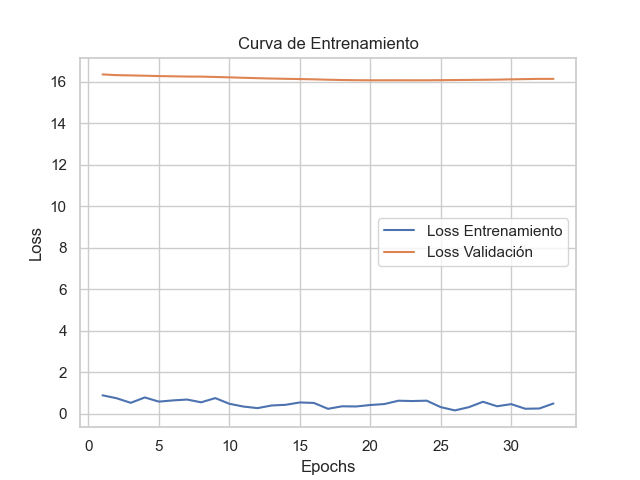 Curva de Entrenamiento
16
14
12
10
8
6
4
2
0
Loss
Loss Entrenamiento
Loss Validación
0 5 10 15 20 25 30
Epochs